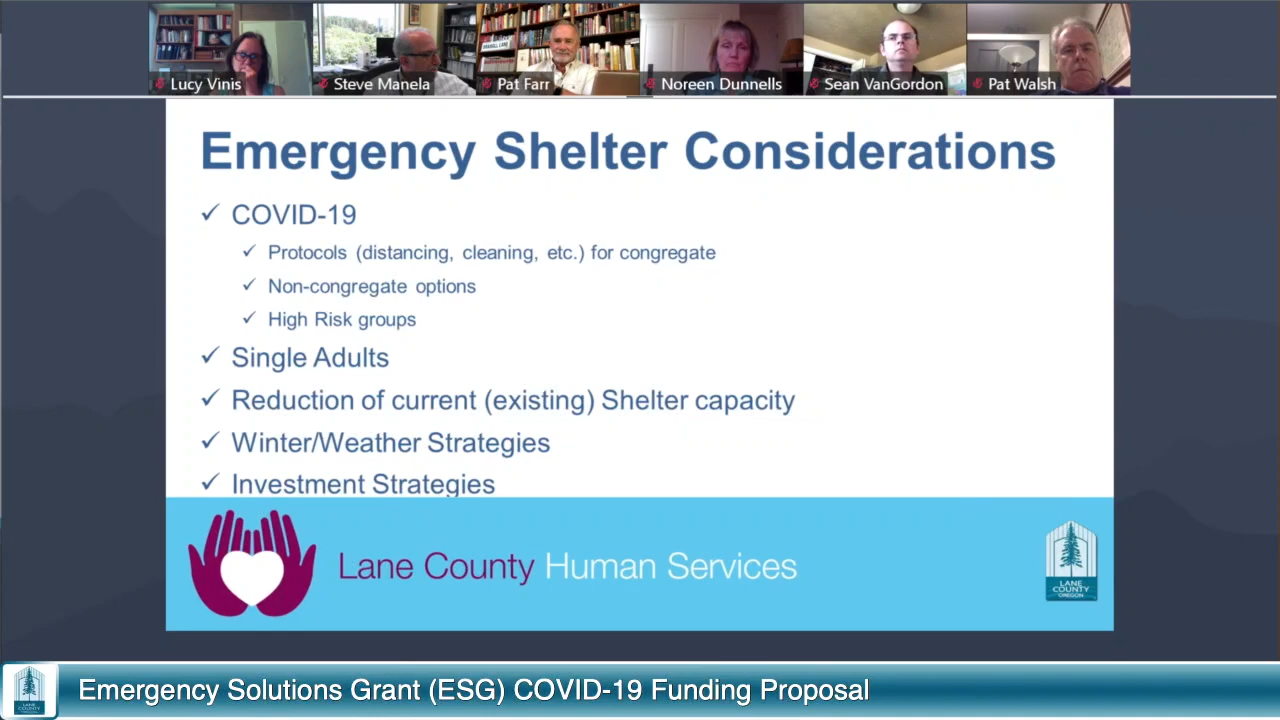 Lucy Vinis
Steve Manela
Pat Farr
Noreen Dunnells
Sean VanGordon
Pat Walsh
Emergency Shelter Considerations
✓ COVID-19
✓ Protocols (distancing, cleaning, etc.) for congregate
✓ Non-congregate options
✓ High Risk groups
✓ Single Adults
✓ Reduction of current (existing) Shelter capacity
✓ Winter/Weather Strategies
✓ Investment Strategies
Lane County Human Services
LANE
COUNTY
OREGON
LANE
COUNTY
Emergency Solutions Grant (ESG) COVID-19 Funding Proposal